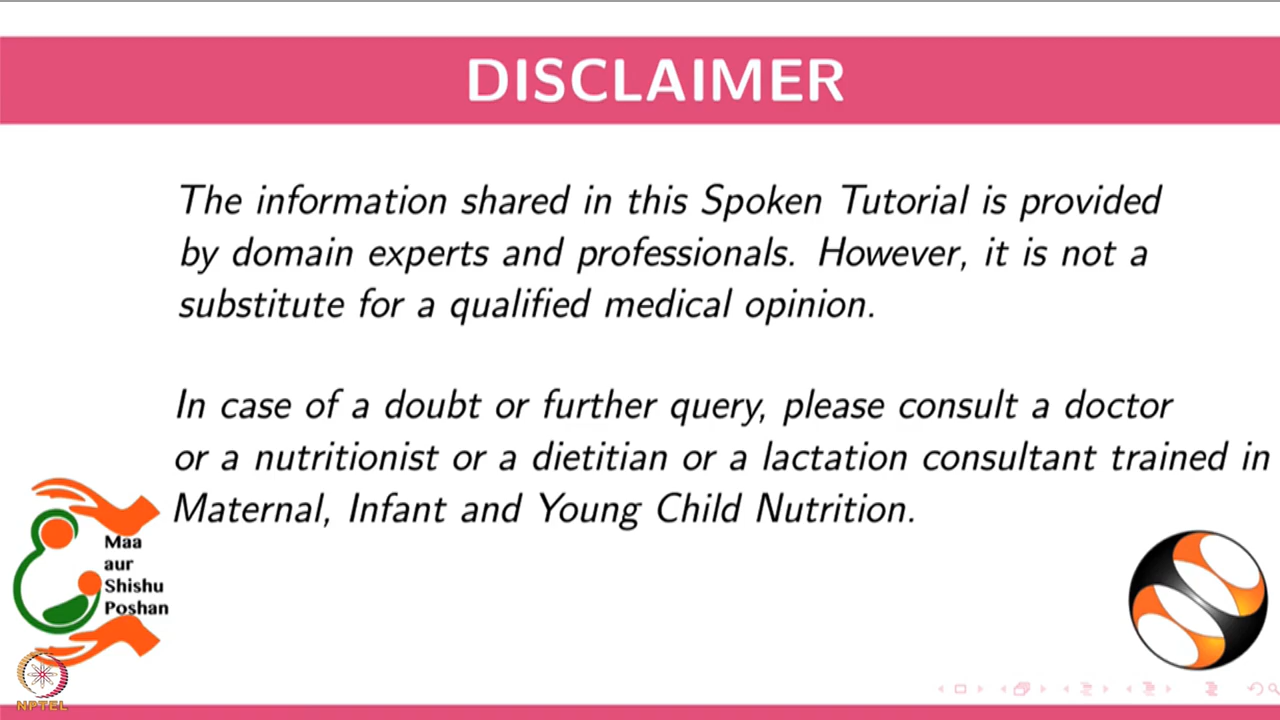 DISCLAIMER
The information shared in this Spoken Tutorial is provided
by domain experts and professionals. However, it is not a
substitute for a qualified medical opinion.
In case of a doubt or further query, please consult a doctor
or a nutritionist or a dietitian or a lactation consultant trained in
Maternal, Infant and Young Child Nutrition.
Maa
aur
Shishu
Poshan
NPTEL